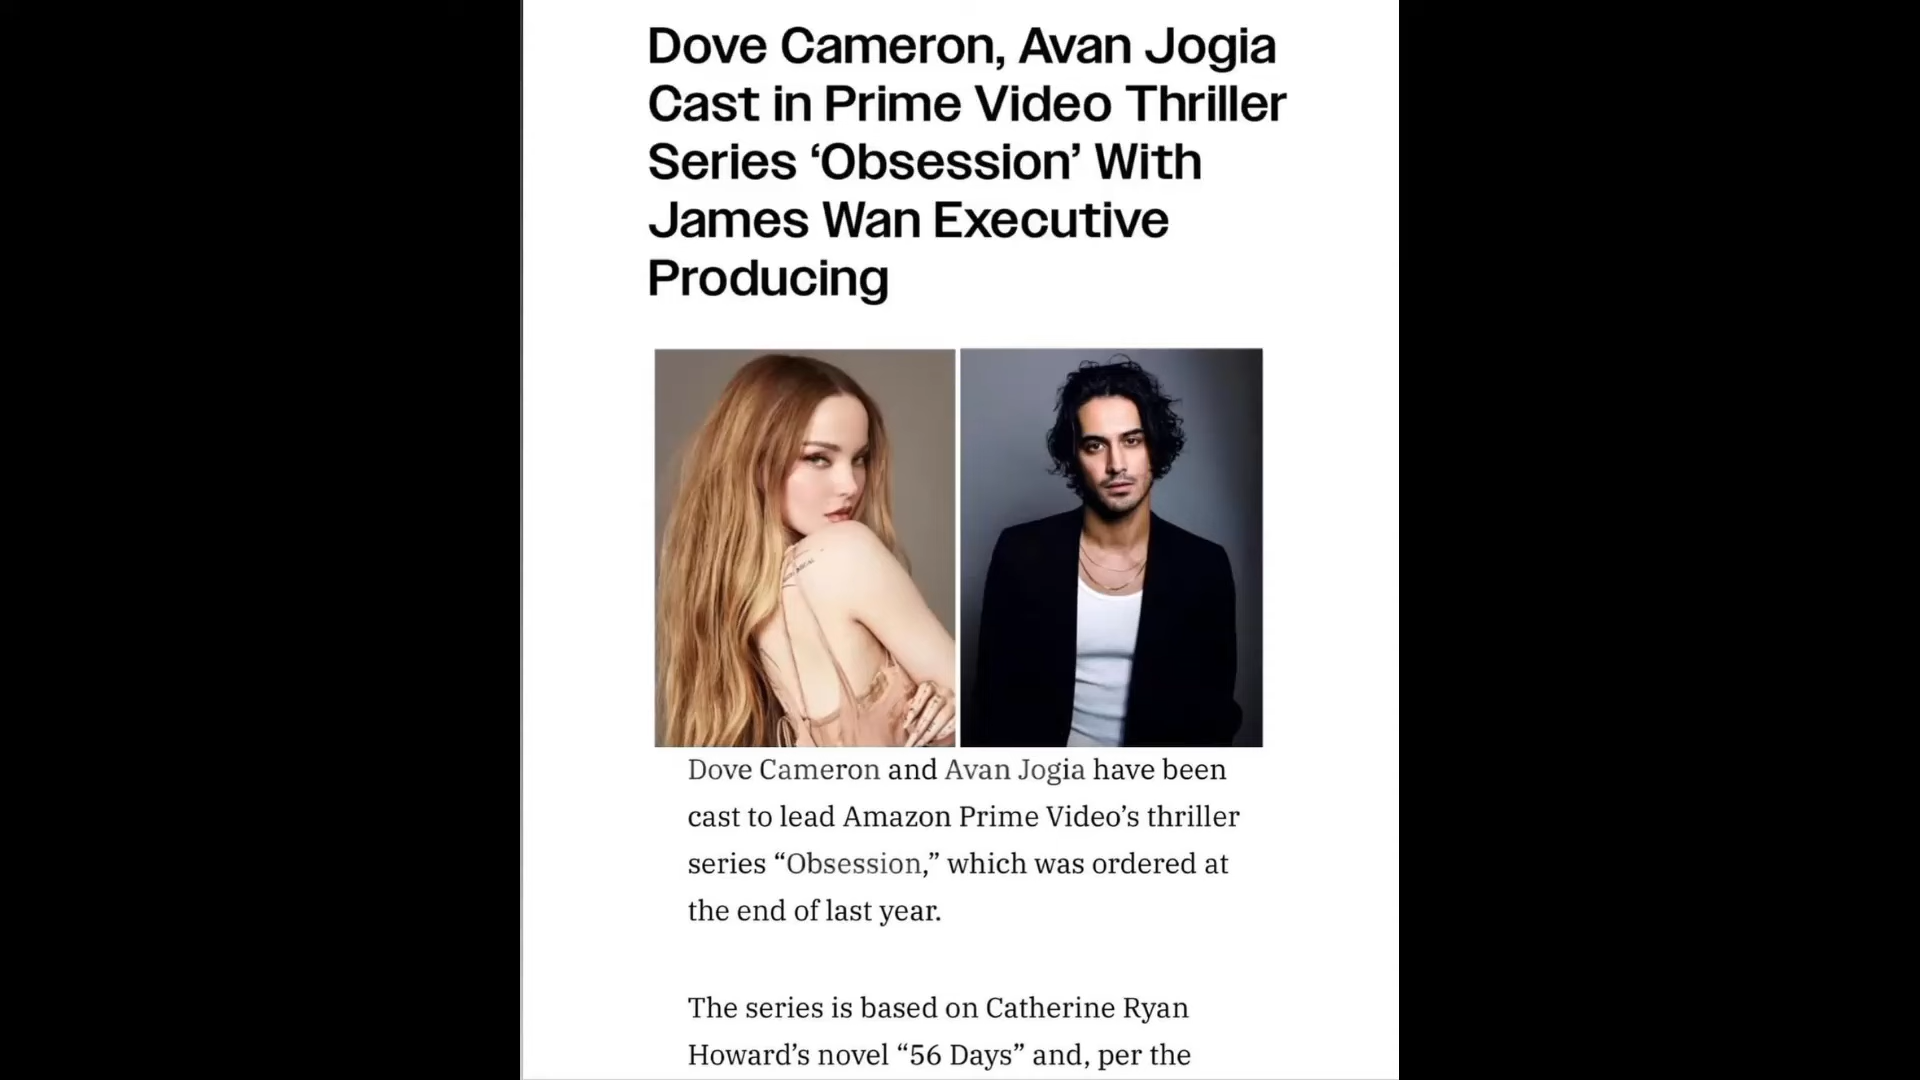 Dove Cameron, Avan Jogia
Cast in Prime Video Thriller
Series ‘Obsession’ With
James Wan Executive
Producing
Dove Cameron and Avan Jogia have been
cast to lead Amazon Prime Video’s thriller
series “Obsession,” which was ordered at
the end of last year.
The series is based on Catherine Ryan
Howard’s novel “56 Days” and, per the